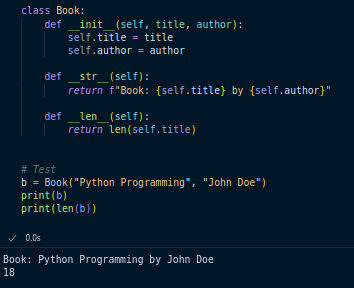 class Book:
    def __init__(self, title, author):
        self.title = title
        self.author = author

    def __str__(self):
        return f"Book: {self.title} by {self.author}"

    def __len__(self):
        return len(self.title)


# Test
b = Book("Python Programming", "John Doe")
print(b)
print(len(b))
✓ 0.0s
Book: Python Programming by John Doe
18